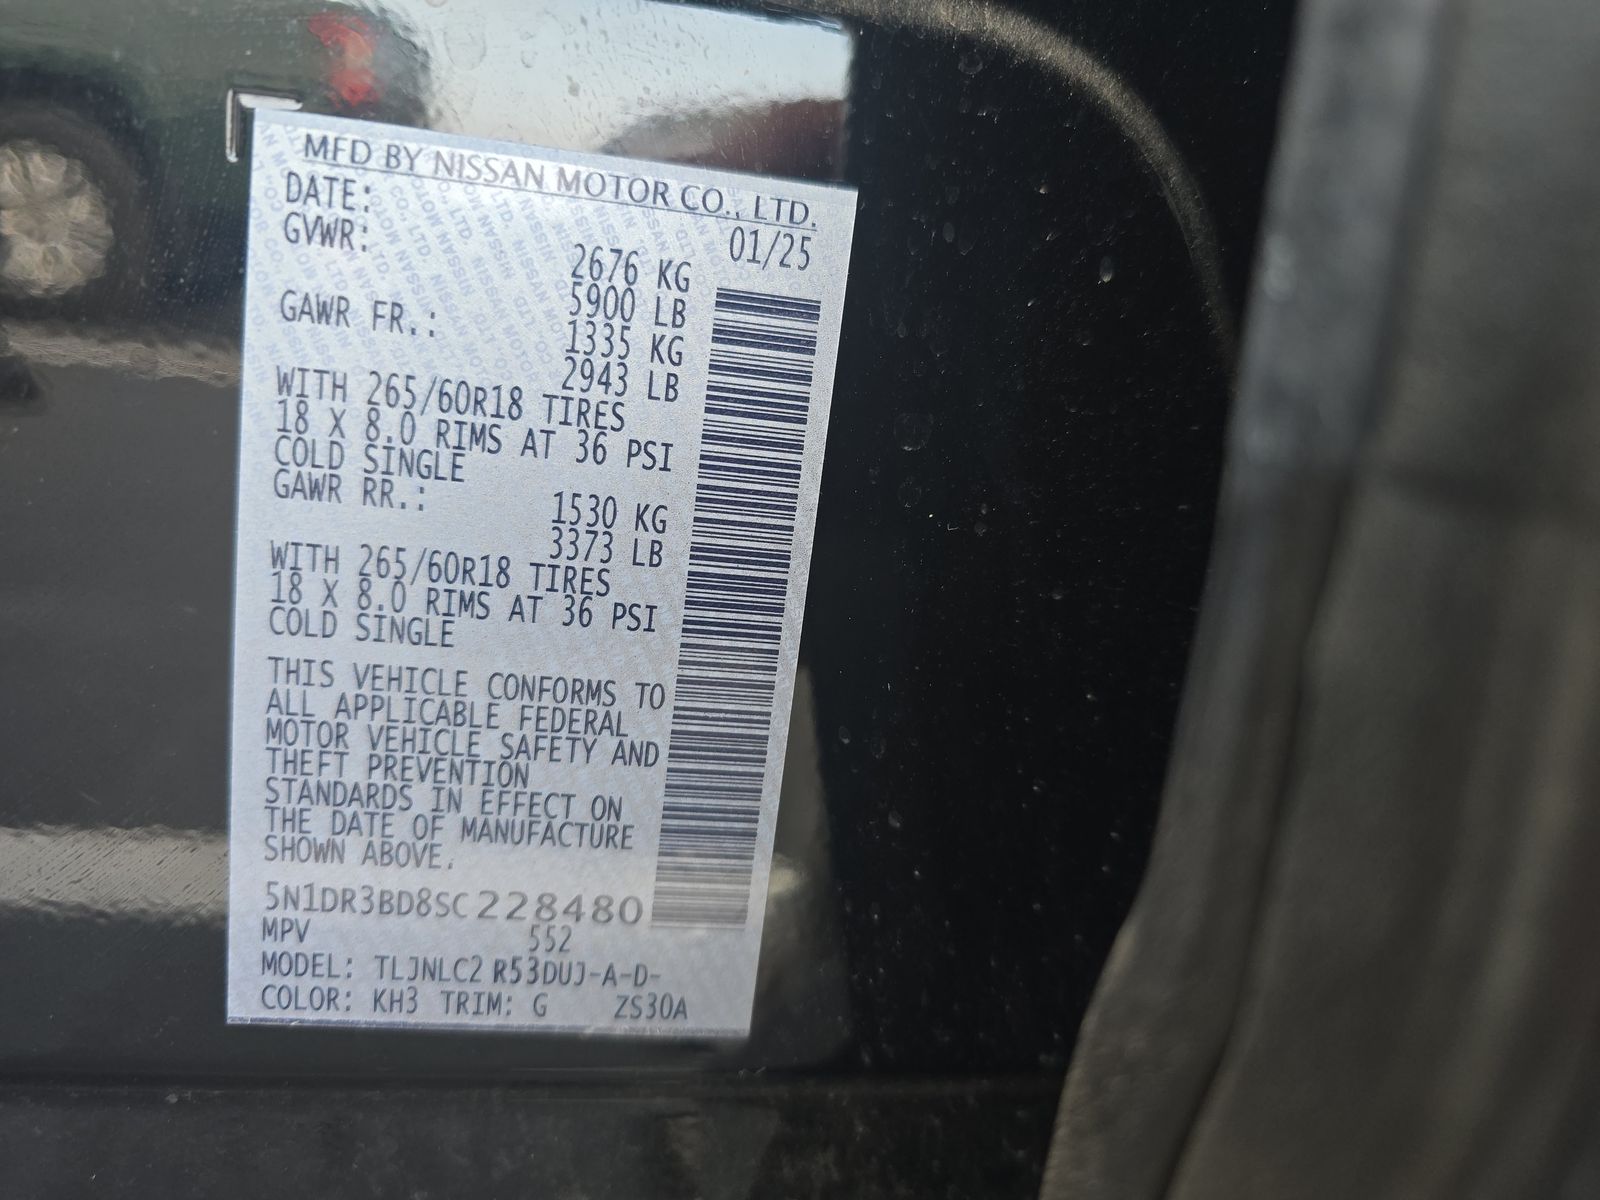 MFD BY NISSAN MOTOR CO., LTD.
DATE: 01/25
GVWR: 2676 KG
5900 LB
GAWR FR.: 1335 KG
2943 LB
WITH 265/60R18 TIRES
18 X 8.0 RIMS AT 36 PSI
COLD SINGLE
GAWR RR.: 1530 KG
3373 LB
WITH 265/60R18 TIRES
18 X 8.0 RIMS AT 36 PSI
COLD SINGLE
THIS VEHICLE CONFORMS TO
ALL APPLICABLE FEDERAL
MOTOR VEHICLE SAFETY AND
THEFT PREVENTION
STANDARDS IN EFFECT ON
THE DATE OF MANUFACTURE
SHOWN ABOVE.
5N1DR3BD8SC228480
MPV 552
MODEL: TLJNLC2 R53DUJ-A-D-
COLOR: KH3 TRIM: G ZS30A